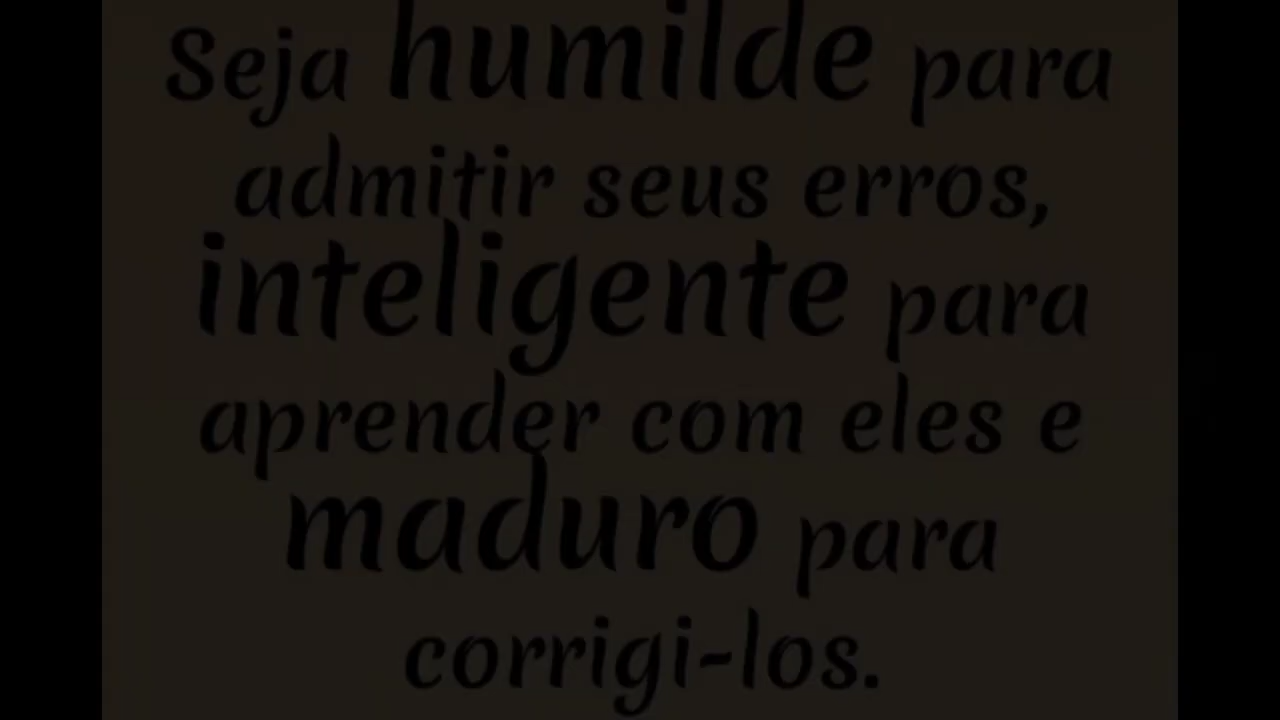 Seja humilde para
admitir seus erros,
inteligente para
aprender com eles e
maduro para
corrigi-los.